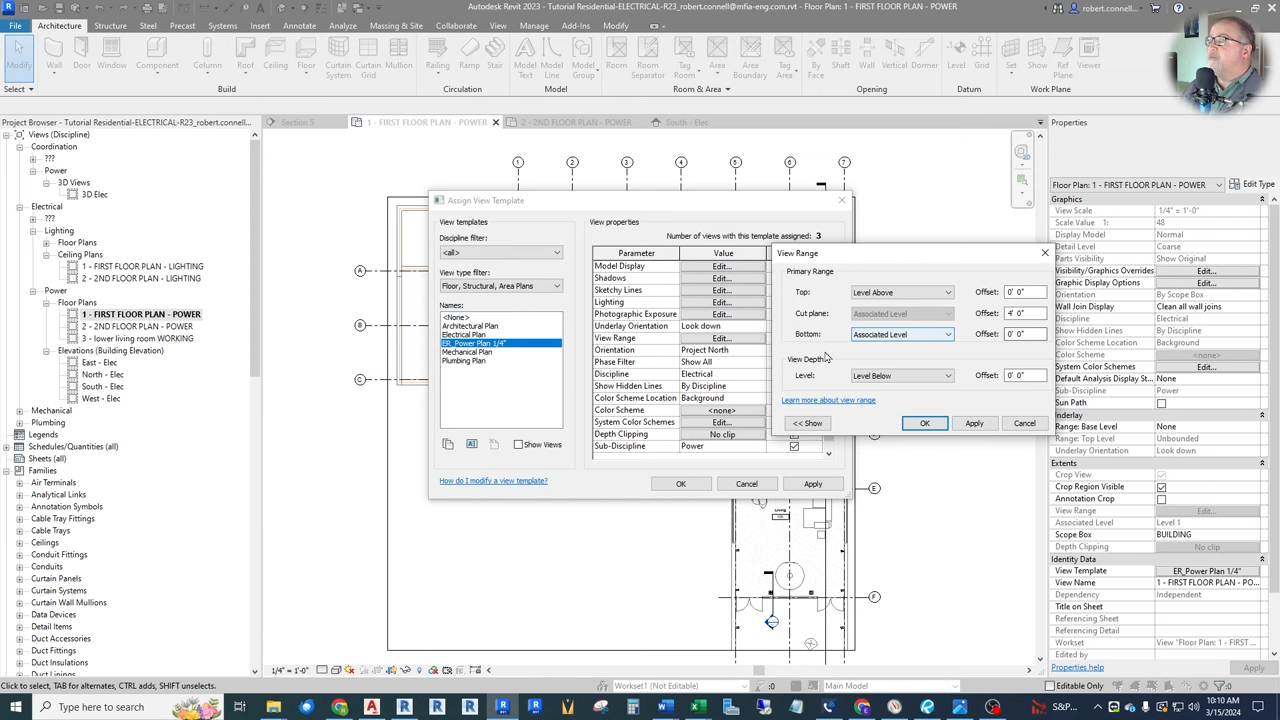 Autodesk Revit 2023 - Tutorial Residential-ELECTRICAL-R23_robert.connell@mfia-eng.com.rvt - Floor Plan: 1 - FIRST FLOOR PLAN - POWER
robert.connell...
File Architecture Structure Steel Precast Systems Insert Annotate Analyze Massing & Site Collaborate View Manage Add-Ins Modify
Modify Wall Door Window Component Column Roof Ceiling Floor Curtain System Curtain Grid Mullion Railing Ramp Stair Model Text Model Line Model Group Room Room Separator Tag Room Area Area Boundary Tag Area By Face Shaft Wall Vertical Dormer Level Grid Set Show Ref Plane Viewer
Select Build Circulation Model Room & Area Opening Datum Work Plane
Project Browser - Tutorial Residential-ELECTRICAL-R23_robert.connell...
Views (Discipline)
Coordination
???
Power
3D Views
3D Elec
Electrical
???
Lighting
Floor Plans
Ceiling Plans
1 - FIRST FLOOR PLAN - LIGHTING
2 - 2ND FLOOR PLAN - LIGHTING
Power
Floor Plans
1 - FIRST FLOOR PLAN - POWER
2 - 2ND FLOOR PLAN - POWER
3 - lower living room WORKING
Elevations (Building Elevation)
East - Elec
North - Elec
South - Elec
West - Elec
Mechanical
Plumbing
Legends
Schedules/Quantities (all)
Sheets (all)
Families
Air Terminals
Analytical Links
Annotation Symbols
Cable Tray Fittings
Cable Trays
Ceilings
Conduit Fittings
Conduits
Curtain Panels
Curtain Systems
Curtain Wall Mullions
Data Devices
Detail Items
Doors
Duct Accessories
Duct Fittings
Duct Insulations
Section 5
1 - FIRST FLOOR PLAN - POWER
2 - 2ND FLOOR PLAN - POWER
South - Elec
1 2 3 4 5 6 7
A
B
C
E
F
Living
Assign View Template
View templates
Discipline filter:
<all>
View type filter:
Floor, Structural, Area Plans
Names:
<None>
Architectural Plan
Electrical Plan
ER_Power Plan 1/4"
Mechanical Plan
Plumbing Plan
Show Views
How do I modify a view template?
View properties
Number of views with this template assigned: 3
Parameter Value
Model Display Edit...
Shadows Edit...
Sketchy Lines Edit...
Lighting Edit...
Photographic Exposure Edit...
Underlay Orientation Look down
View Range Edit...
Orientation Project North
Phase Filter Show All
Discipline Electrical
Show Hidden Lines By Discipline
Color Scheme Location Background
Color Scheme <none>
System Color Schemes Edit...
Depth Clipping No clip
Sub-Discipline Power
OK Cancel Apply
View Range
Primary Range
Top: Level Above Offset: 0' 0"
Cut plane: Associated Level Offset: 4' 0"
Bottom: Associated Level Offset: 0' 0"
View Depth
Level: Level Below Offset: 0' 0"
Learn more about view range
<< Show OK Apply Cancel
Properties
Floor Plan: 1 - FIRST FLOOR PLAN - POWER Edit Type
Graphics
View Scale 1/4" = 1'-0"
Scale Value 1: 48
Display Model Normal
Detail Level Coarse
Parts Visibility Show Original
Visibility/Graphics Overrides Edit...
Graphic Display Options Edit...
Orientation By Scope Box
Wall Join Display Clean all wall joins
Discipline Electrical
Show Hidden Lines By Discipline
Color Scheme Location Background
Color Scheme <none>
System Color Schemes Edit...
Default Analysis Display St... None
Sun Path
Underlay
Range: Base Level None
Range: Top Level Unbounded
Underlay Orientation Look down
Extents
Crop View
Crop Region Visible
Annotation Crop
View Range Edit...
Associated Level Level 1
Scope Box BUILDING
Depth Clipping No clip
Identity Data
View Template ER_Power Plan 1/4"
View Name 1 - FIRST FLOOR PLAN - PO...
Dependency Independent
Title on Sheet
Referencing Sheet
Referencing Detail
Workset View "Floor Plan: 1 - FIRST ...
Edited by
Properties help Apply
1/4" = 1'-0"
Click to select, TAB for alternates, CTRL adds, SHIFT unselects.
Workset1 (Not Editable)
:0
Main Model
Editable Only
:0
Type here to search
S&P...
10:10 AM
3/15/2024